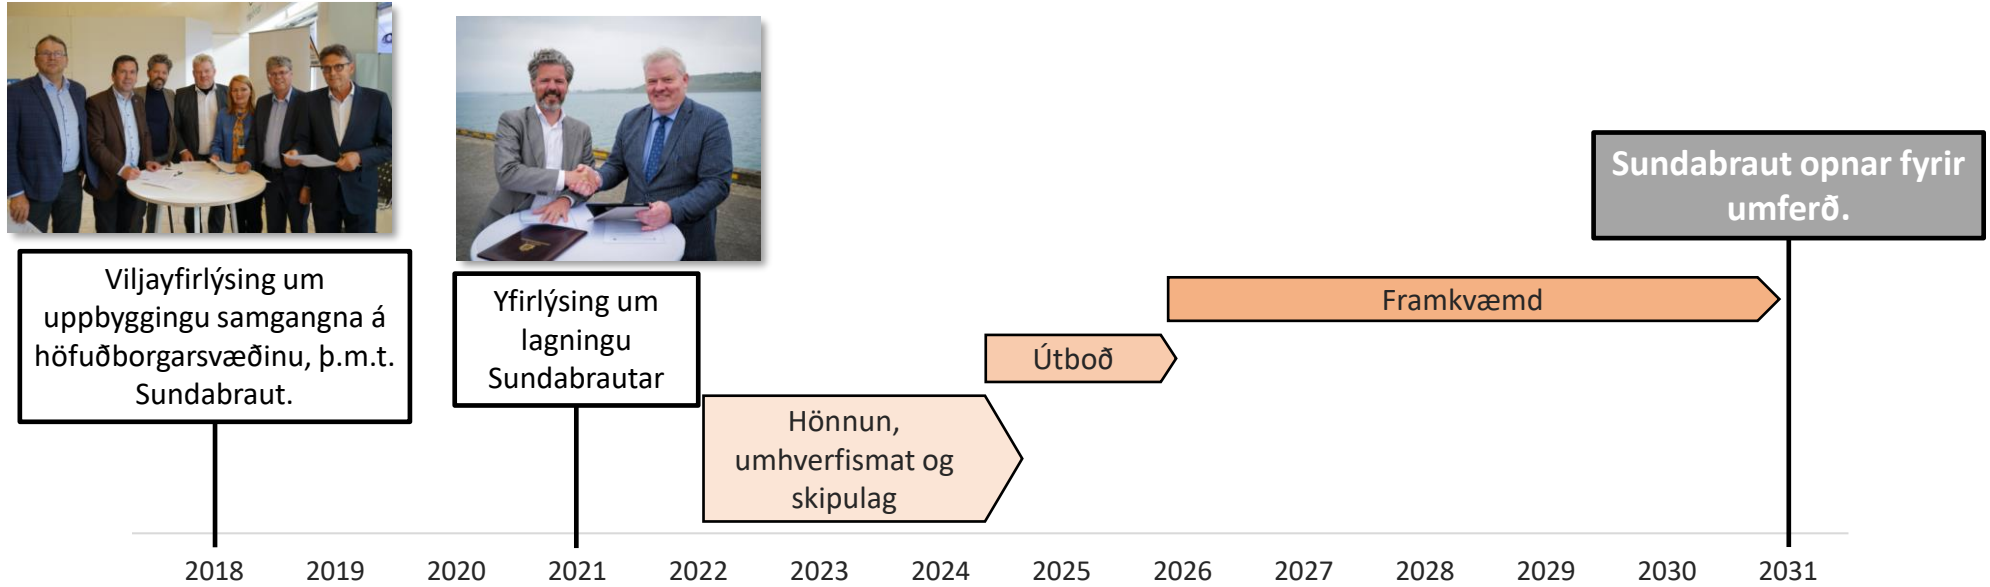 Viljayfirlýsing um
uppbyggingu samgangna á
höfuðborgarsvæðinu, þ.m.t.
Sundabraut.
Yfirlýsing um
lagningu
Sundabrautar
Hönnun,
umhverfismat og
skipulag
Útboð
Framkvæmd
Sundabraut opnar fyrir
umferð.
2018 2019 2020 2021 2022 2023 2024 2025 2026 2027 2028 2029 2030 2031